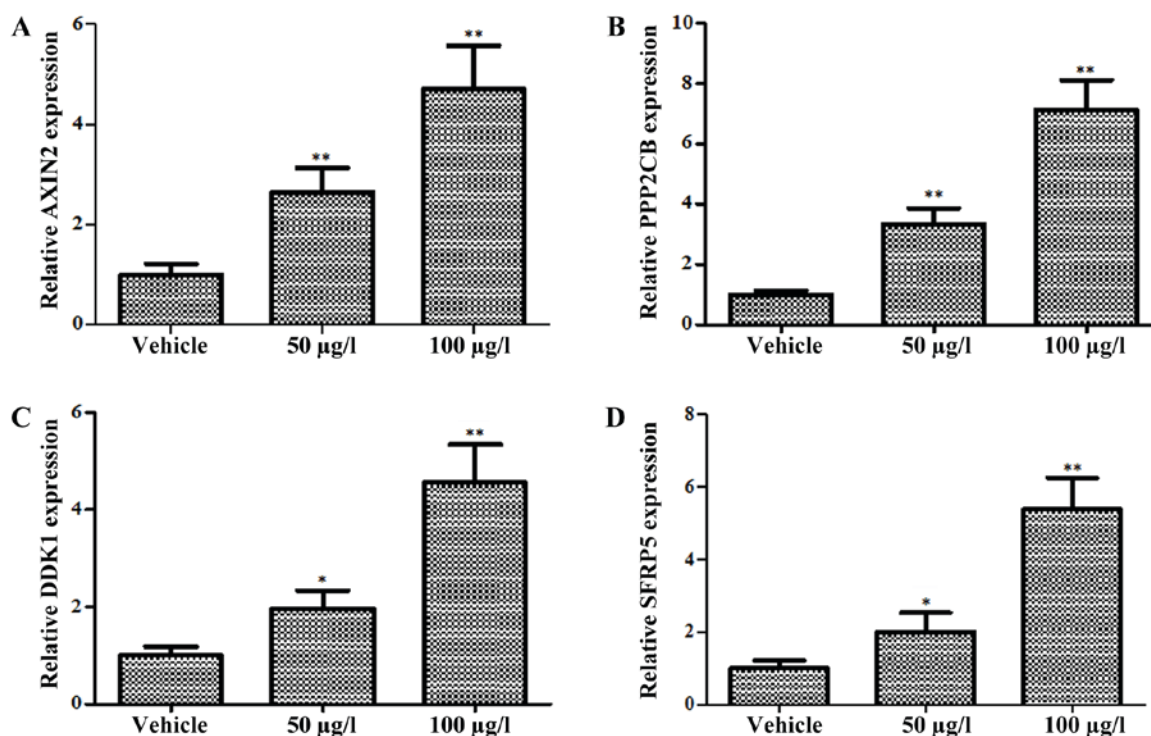 A
Relative AXIN2 expression
6
4
2
0
**
**
Vehicle
50 µg/l
100 µg/l
B
Relative PPP2CB expression
10
8
6
4
2
0
**
**
Vehicle
50 µg/l
100 µg/l
C
Relative DDK1 expression
6
4
2
0
*
**
Vehicle
50 µg/l
100 µg/l
D
Relative SFRP5 expression
8
6
4
2
0
*
**
Vehicle
50 µg/l
100 µg/l